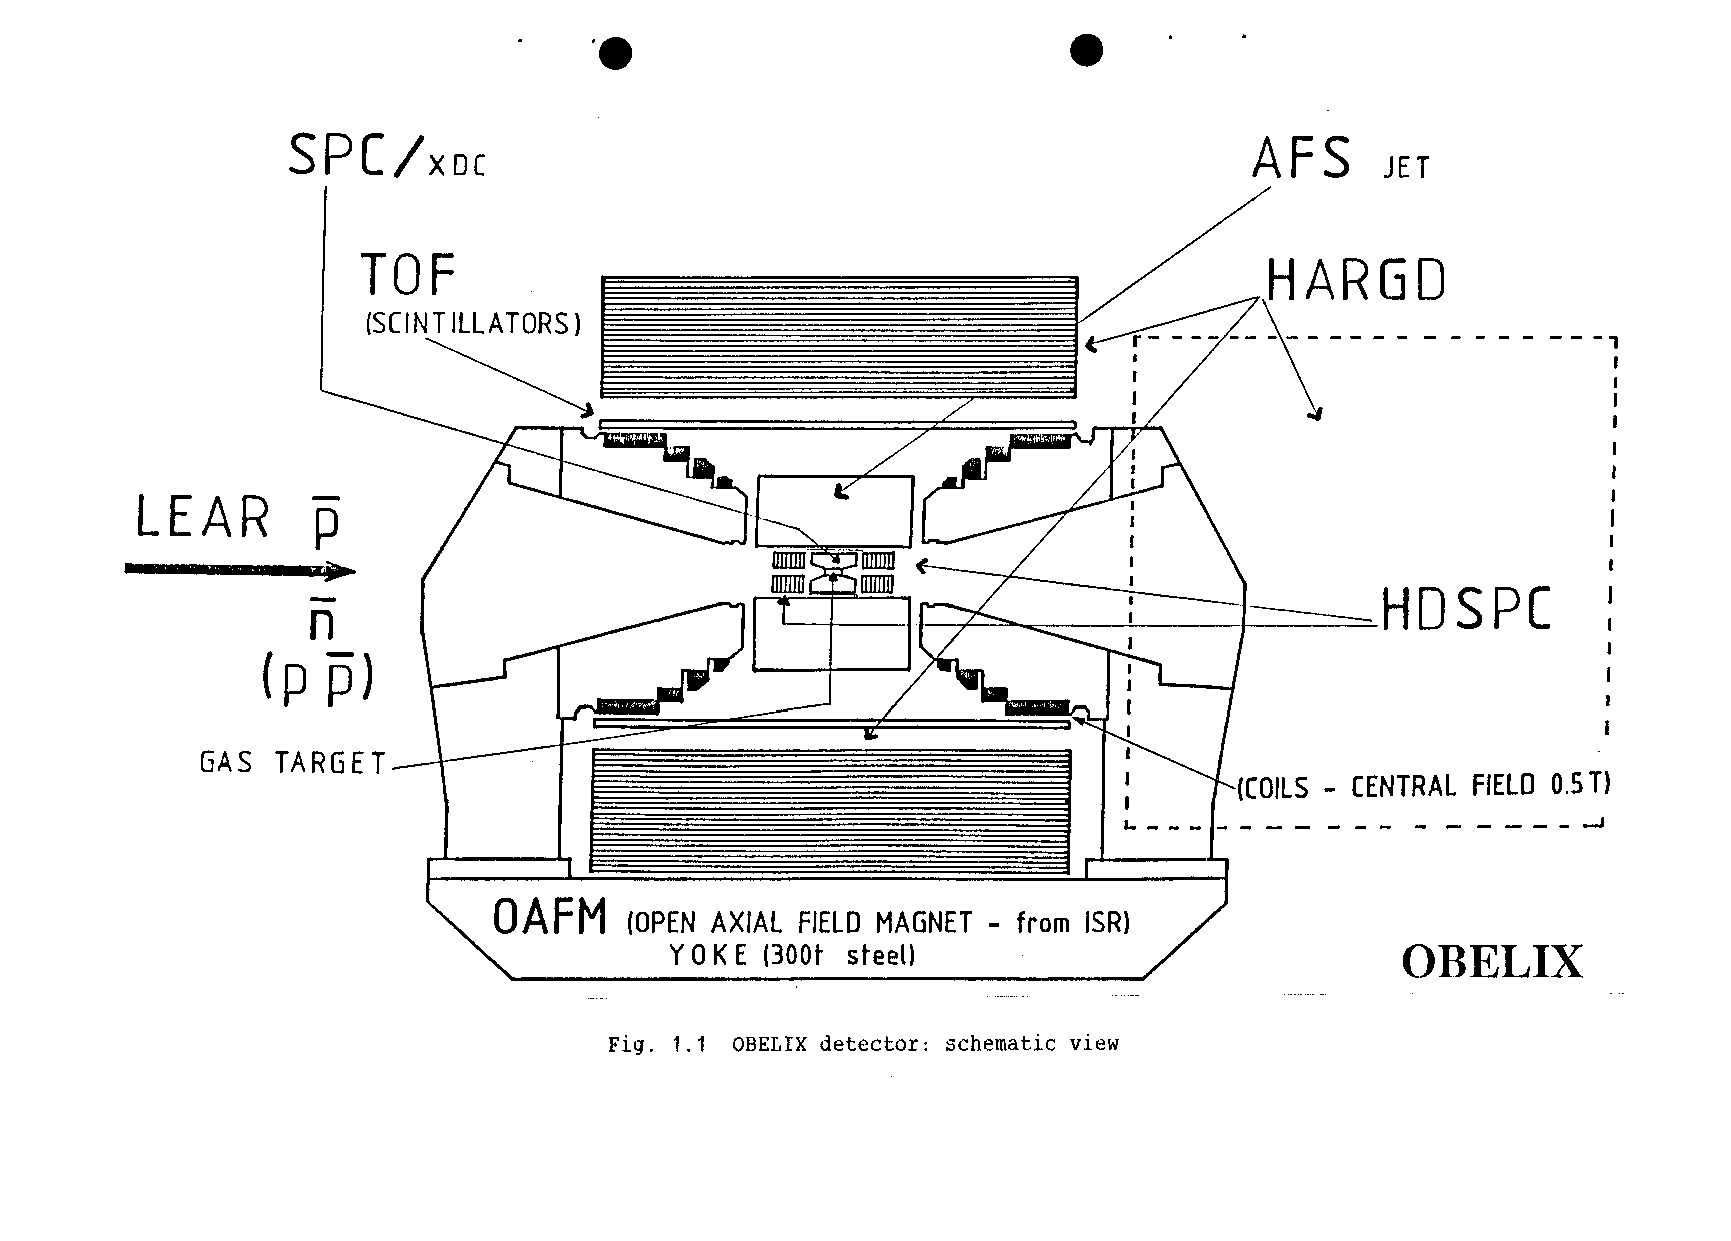 SPC/XDC
AFS JET
TOF
(SCINTILLATORS)
HARGD
LEAR p̅
n̅
(p p̅)
HDSPC
GAS TARGET
(COILS - CENTRAL FIELD 0.5T)
OAFM (OPEN AXIAL FIELD MAGNET - from ISR)
YOKE (300t steel)
OBELIX
Fig. 1.1 OBELIX detector: schematic view